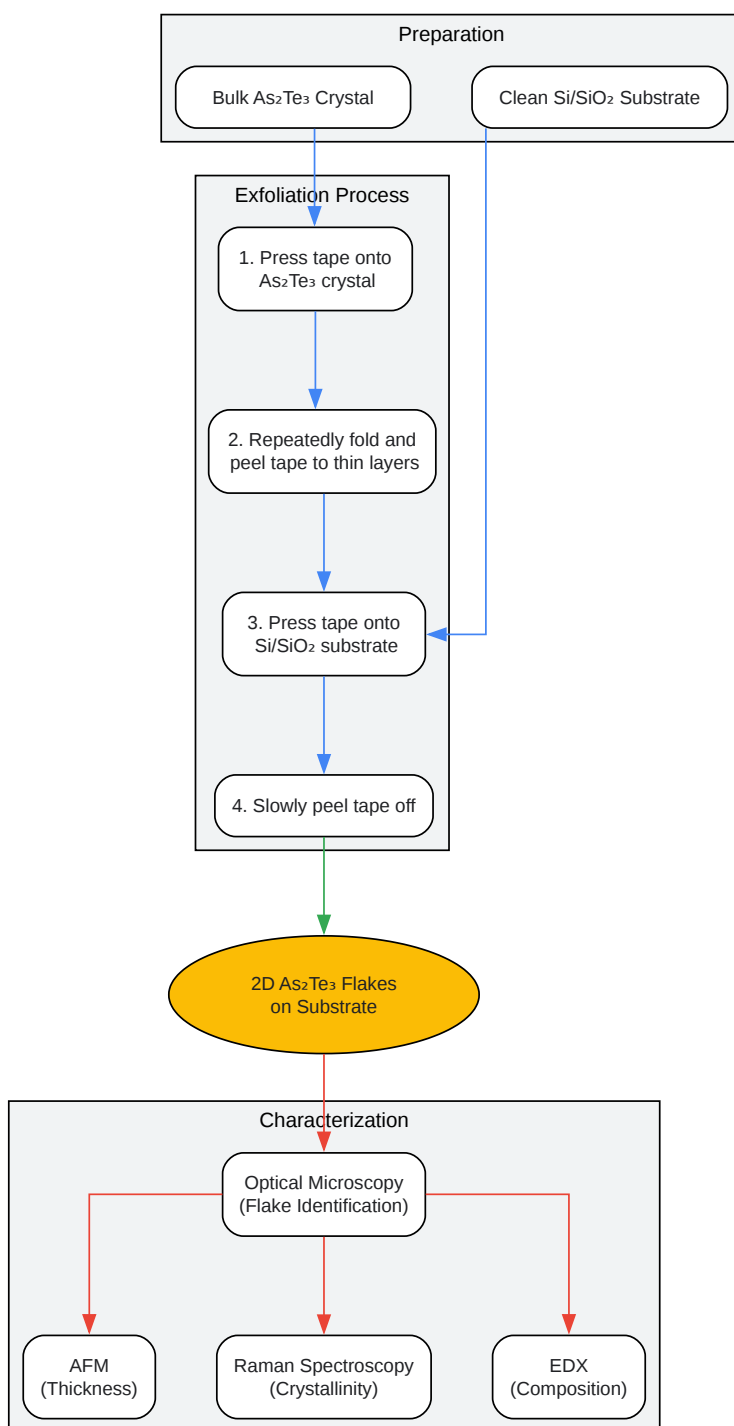 Preparation
Bulk As₂Te₃ Crystal
Clean Si/SiO₂ Substrate
Exfoliation Process
1. Press tape onto
As₂Te₃ crystal
2. Repeatedly fold and
peel tape to thin layers
3. Press tape onto
Si/SiO₂ substrate
4. Slowly peel tape off
2D As₂Te₃ Flakes
on Substrate
Characterization
Optical Microscopy
(Flake Identification)
AFM
(Thickness)
Raman Spectroscopy
(Crystallinity)
EDX
(Composition)